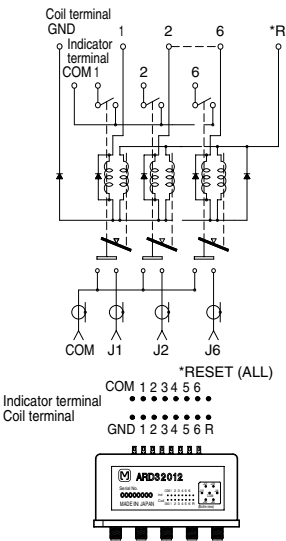 Coil terminal
GND 1 2 6 *R
Indicator
terminal
COM 1 2 6
COM J1 J2 J6
*RESET (ALL)
COM 1 2 3 4 5 6
Indicator terminal
Coil terminal
GND 1 2 3 4 5 6 R
M ARD32012
Serial No.
00000000
MADE IN JAPAN